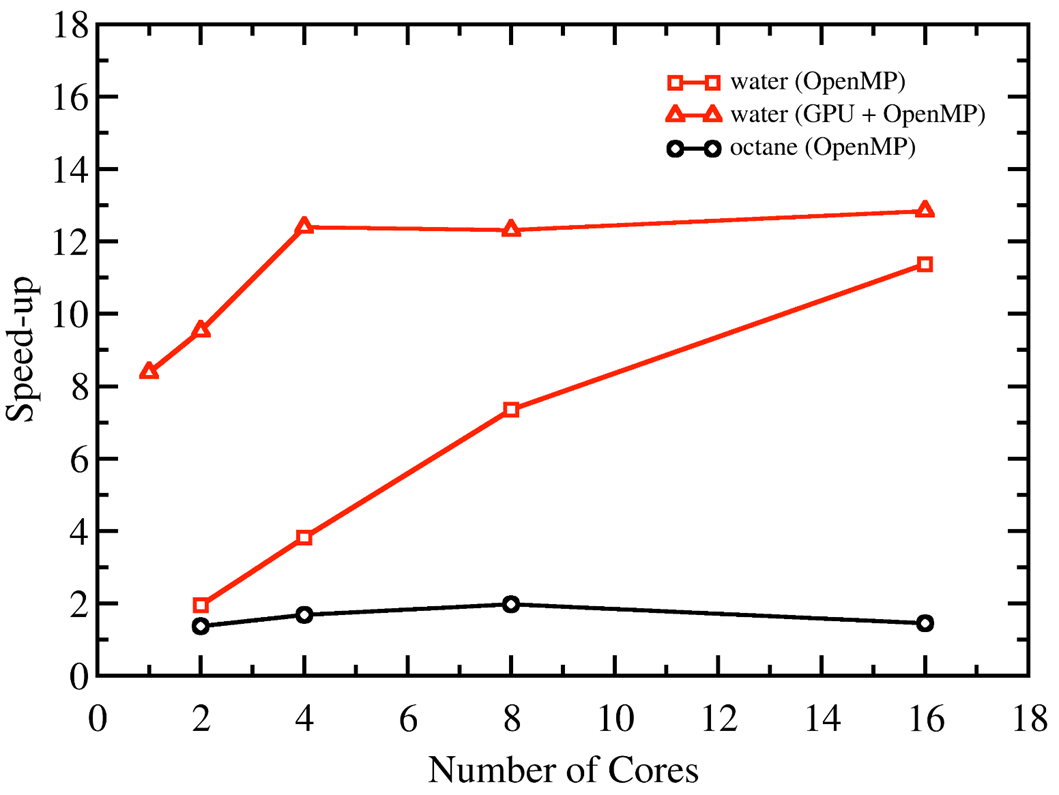 18
16
14
12
10
8
6
4
2
0
Speed-up
water (OpenMP)
water (GPU + OpenMP)
octane (OpenMP)
0 2 4 6 8 10 12 14 16 18
Number of Cores